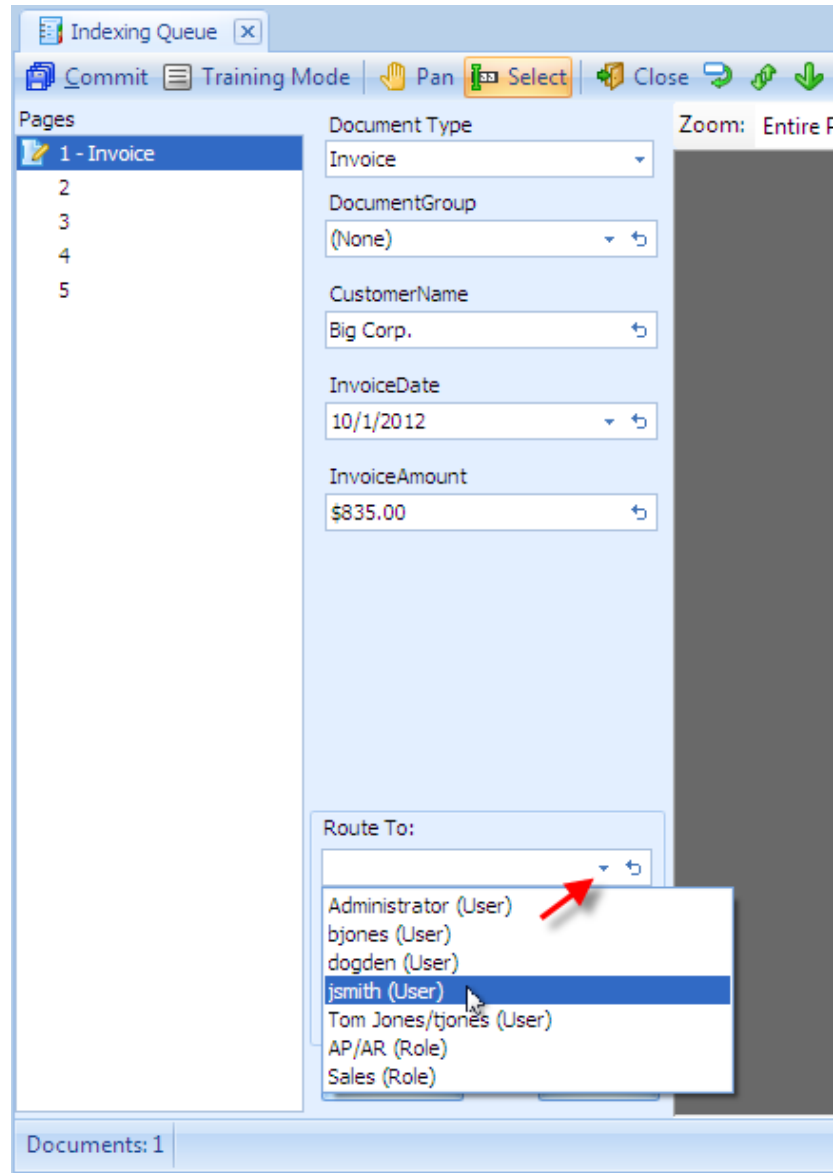 Indexing Queue
Commit Training Mode Pan Select Close
Pages
1 - Invoice
2
3
4
5
Document Type
Invoice
DocumentGroup
(None)
CustomerName
Big Corp.
InvoiceDate
10/1/2012
InvoiceAmount
$835.00
Route To:
Administrator (User)
bjones (User)
dogden (User)
jsmith (User)
Tom Jones/tjones (User)
AP/AR (Role)
Sales (Role)
Zoom: Entire
Documents: 1